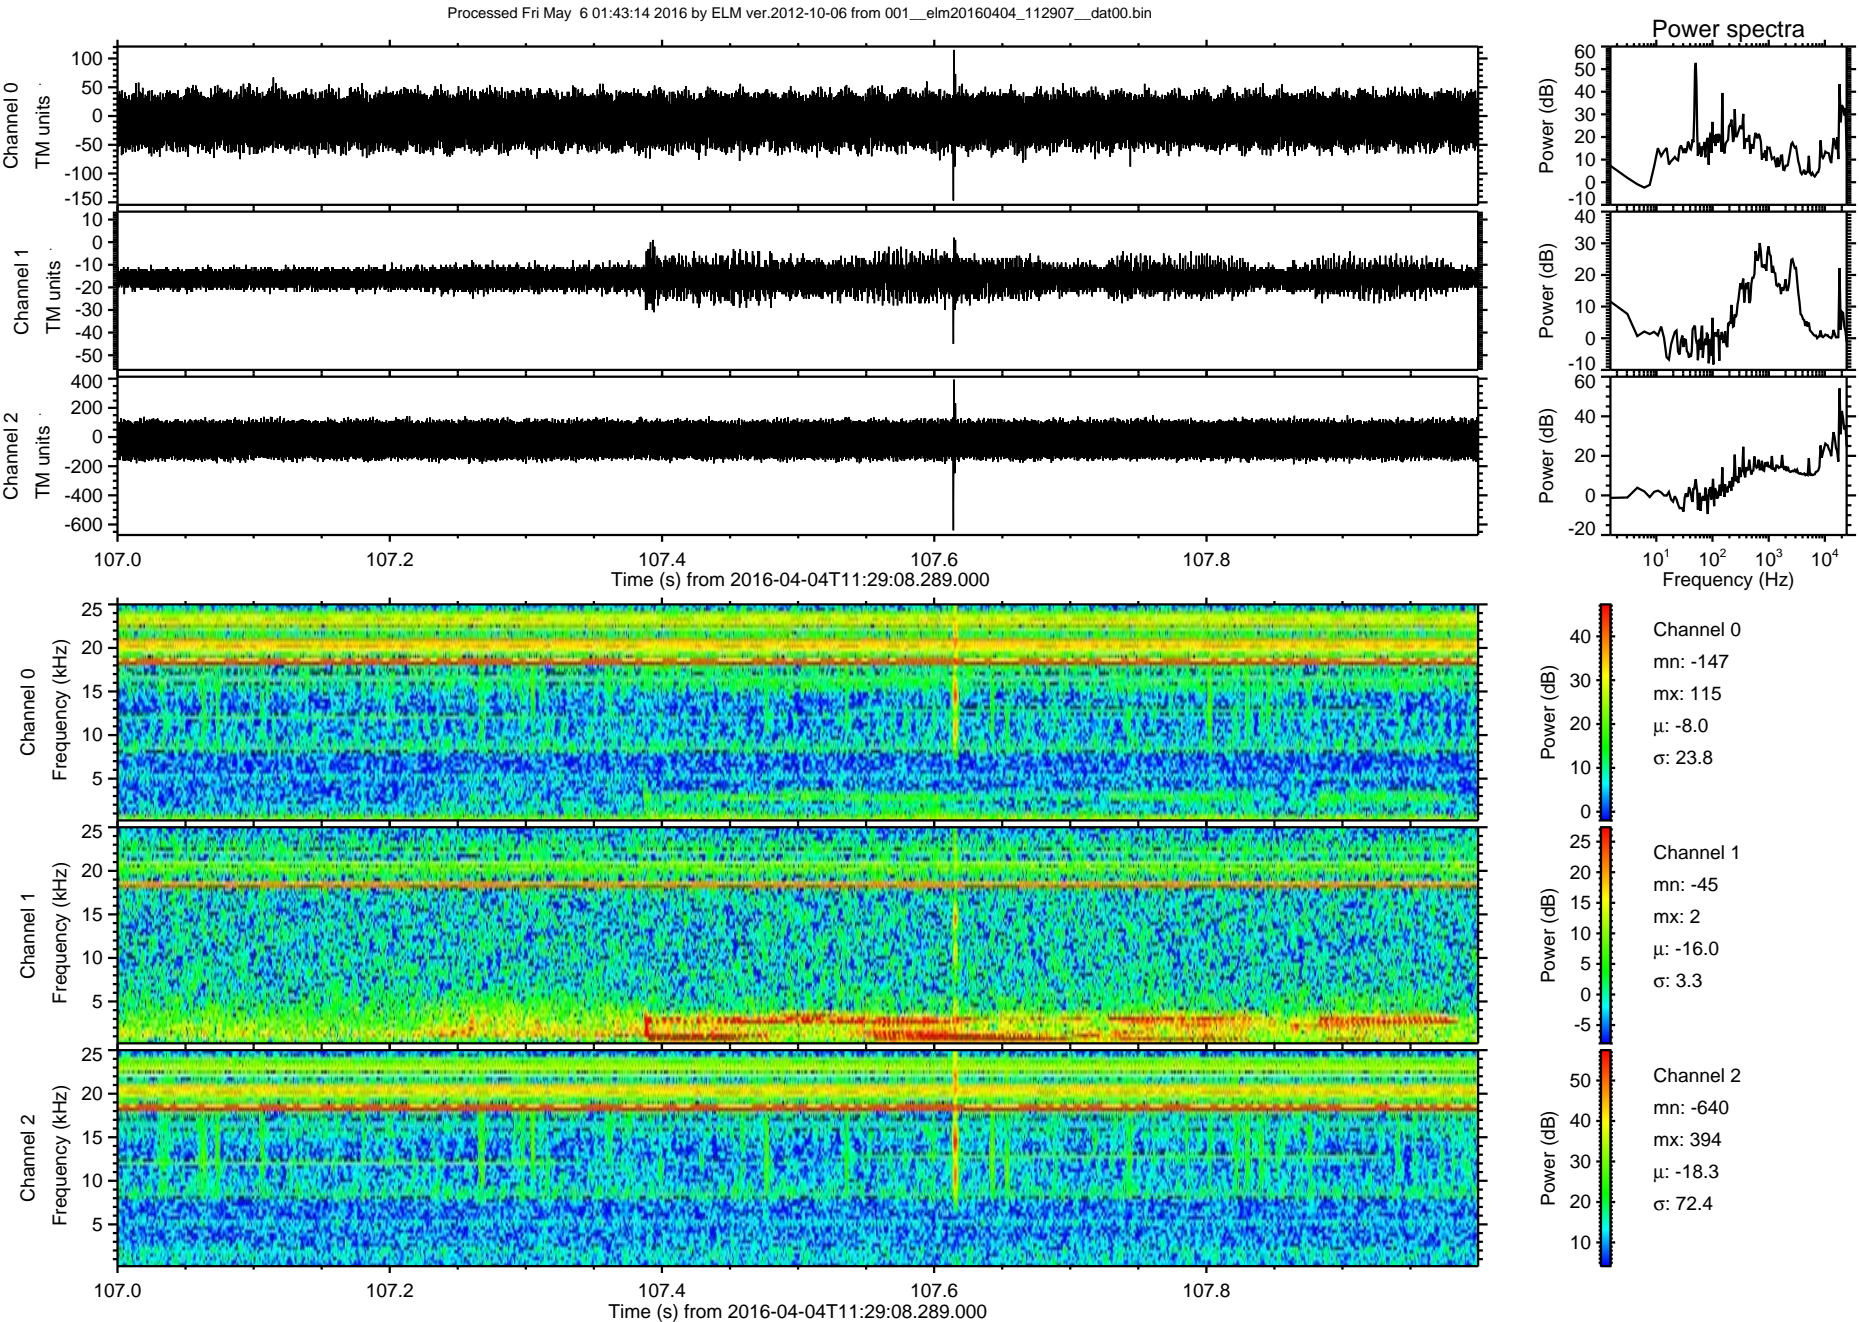 Processed Fri May  6 01:43:14 2016 by ELM ver.2012-10-06 from 001__elm20160404_112907__dat00.bin
Power spectra
Channel 0
TM units
100
50
0
-50
-100
-150
Power (dB)
60
50
40
30
20
10
0
-10
Channel 1
TM units
10
0
-10
-20
-30
-40
-50
Power (dB)
40
30
20
10
0
-10
Channel 2
TM units
400
200
0
-200
-400
-600
Power (dB)
60
40
20
0
-20
107.0 107.2 107.4 107.6 107.8
Time (s) from 2016-04-04T11:29:08.289.000
10^1 10^2 10^3 10^4
Frequency (Hz)
Channel 0
Frequency (kHz)
25
20
15
10
5
Power (dB)
40
30
20
10
0
Channel 0
mn: -147
mx: 115
μ: -8.0
σ: 23.8
Channel 1
Frequency (kHz)
25
20
15
10
5
Power (dB)
25
20
15
10
5
0
-5
Channel 1
mn: -45
mx: 2
μ: -16.0
σ: 3.3
Channel 2
Frequency (kHz)
25
20
15
10
5
Power (dB)
50
40
30
20
10
Channel 2
mn: -640
mx: 394
μ: -18.3
σ: 72.4
107.0 107.2 107.4 107.6 107.8
Time (s) from 2016-04-04T11:29:08.289.000